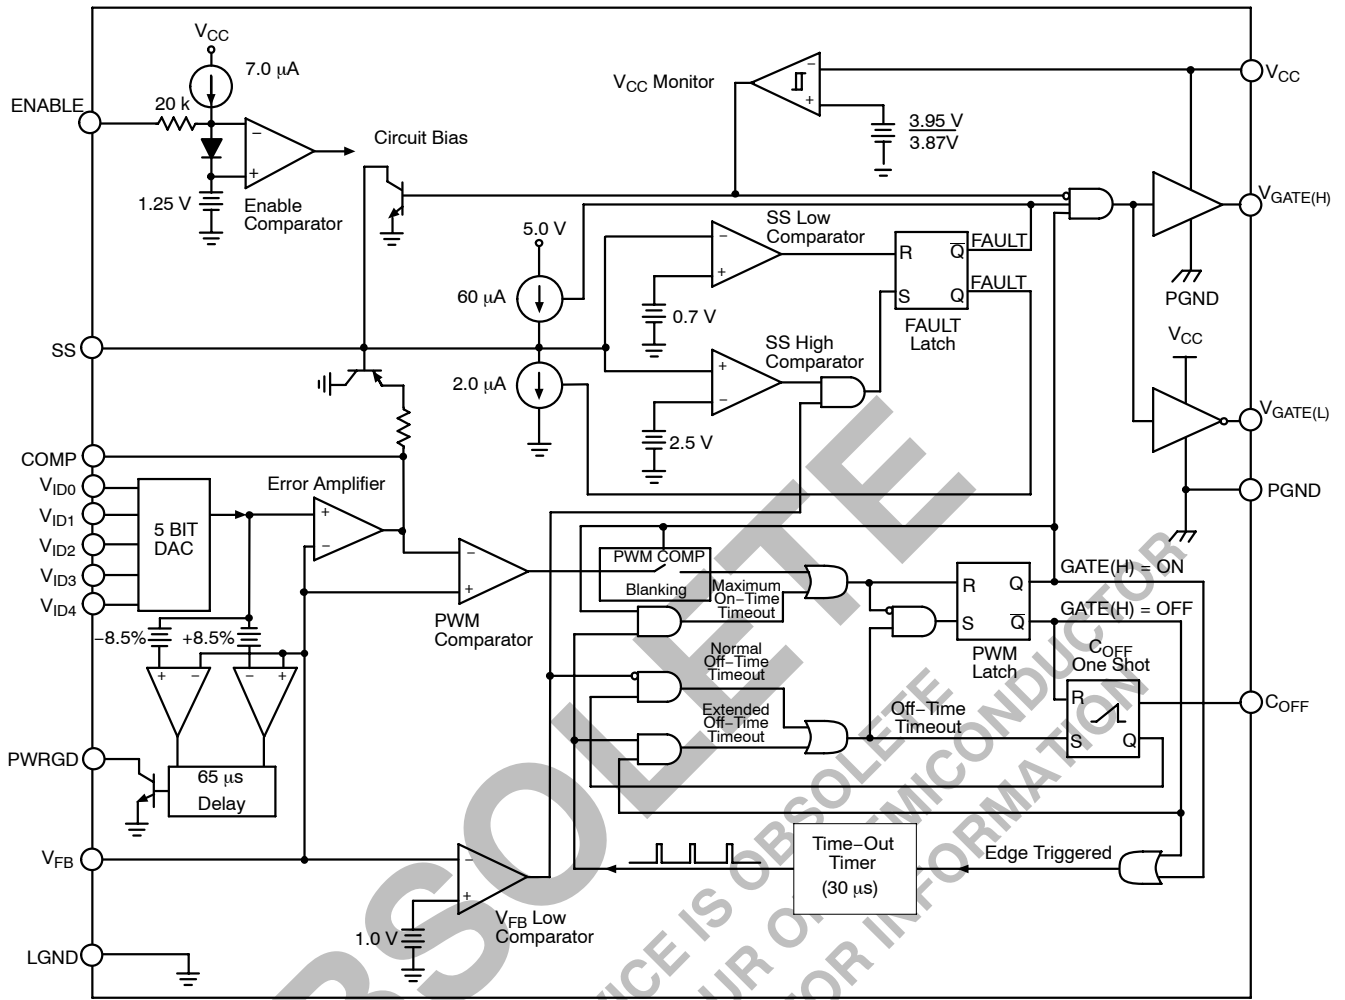 VCC
7.0 µA
ENABLE
20 k
−
+
1.25 V
Enable
Comparator
Circuit Bias
VCC Monitor
−
+
3.95 V
3.87V
VCC
VGATE(H)
PGND
5.0 V
60 µA
SS Low
Comparator
−
+
0.7 V
R
Q
FAULT
S
Q
FAULT
FAULT
Latch
SS
2.0 µA
SS High
Comparator
+
−
2.5 V
VCC
VGATE(L)
PGND
COMP
VID0
VID1
VID2
VID3
VID4
5 BIT
DAC
Error Amplifier
+
−
−8.5%
+8.5%
+
−
−
+
−
+
PWM
Comparator
PWM COMP
Blanking
Maximum
On−Time
Timeout
Normal
Off−Time
Timeout
Extended
Off−Time
Timeout
R
Q
S
Q
PWM
Latch
GATE(H) = ON
GATE(H) = OFF
COFF
One Shot
R
S
Q
Off−Time
Timeout
COFF
PWRGD
65 µs
Delay
VFB
−
+
1.0 V
VFB Low
Comparator
Time−Out
Timer
(30 µs)
Edge Triggered
LGND
OBSOLETE
VICE IS OBSOLETE
UR ON SEMICONDUCTOR
FOR INFORMATION